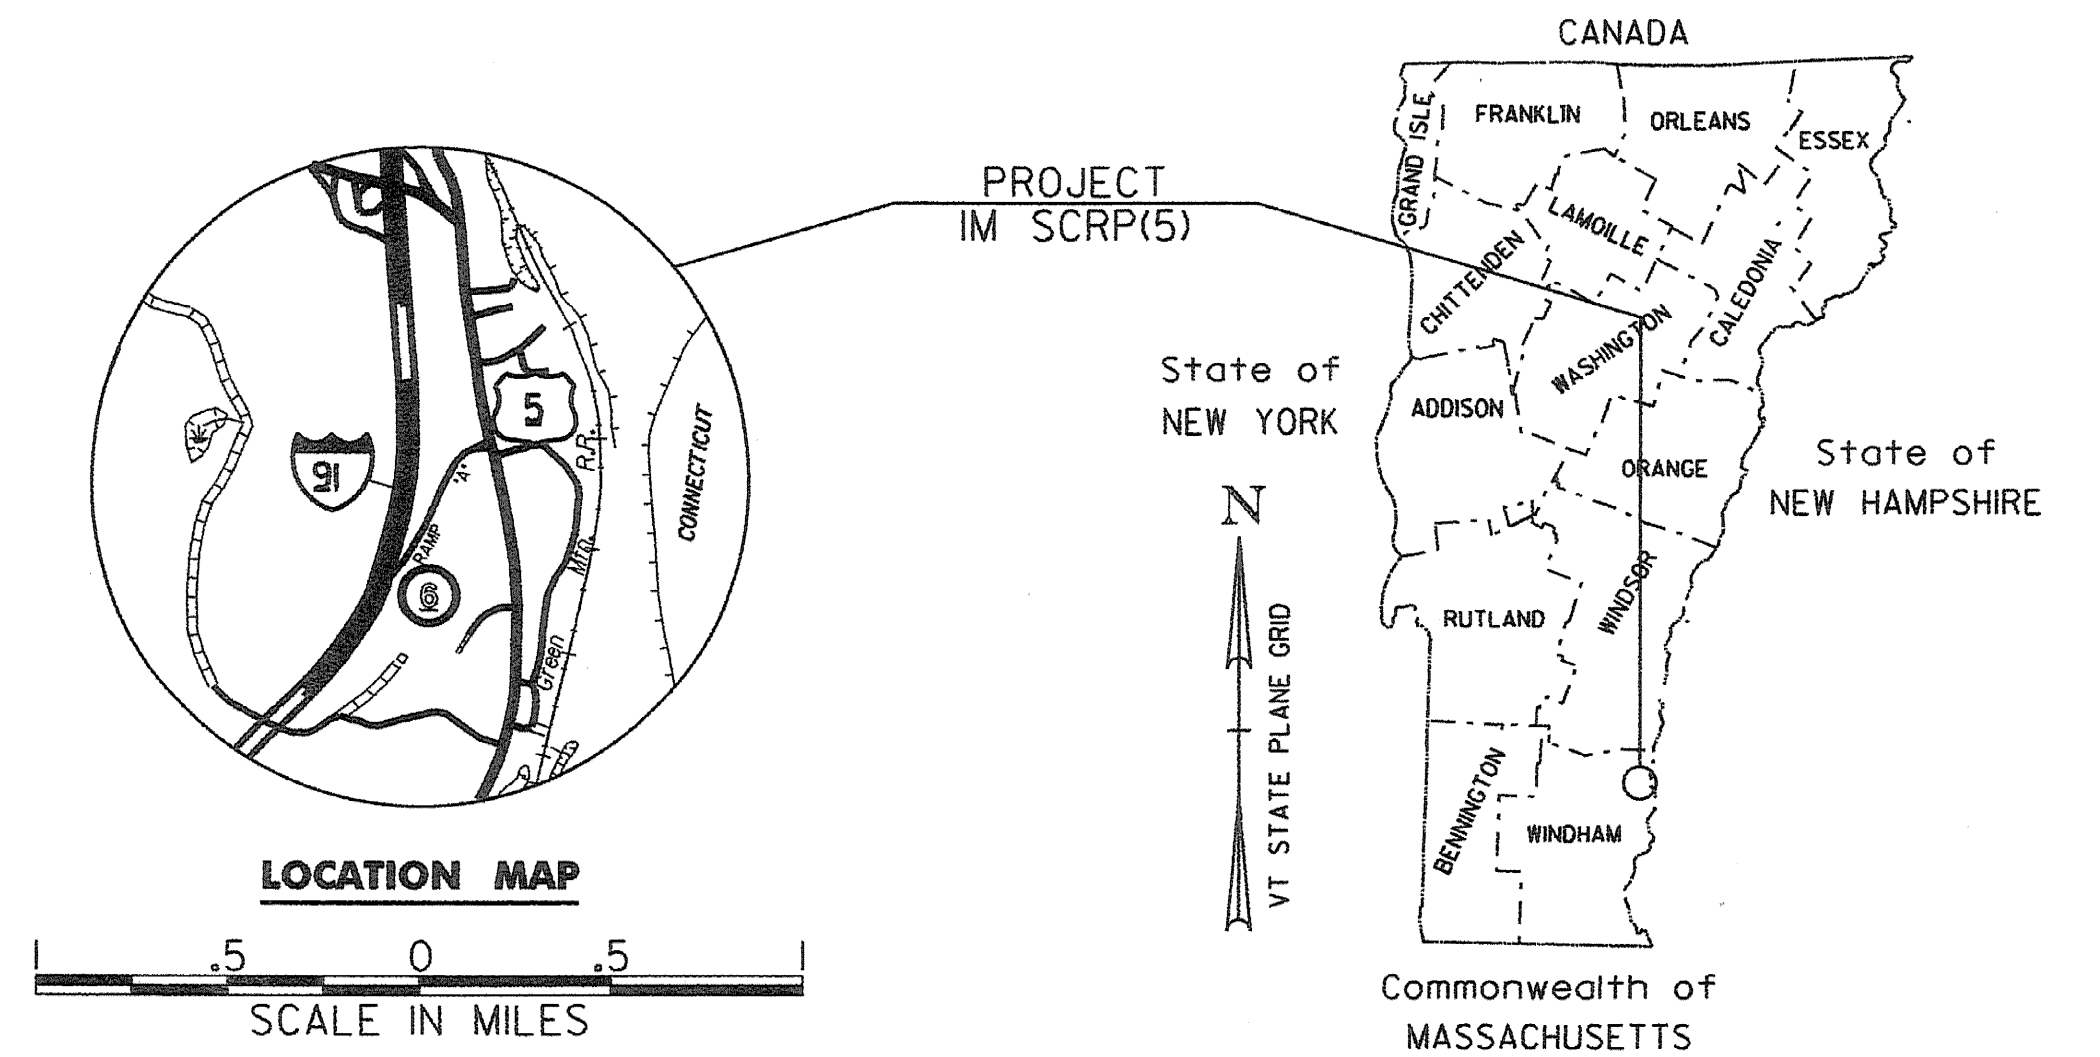 CANADA
GRAND ISLE
FRANKLIN
ORLEANS
ESSEX
LAMOILLE
CHITTENDEN
CALEDONIA
WASHINGTON
ADDISON
ORANGE
RUTLAND
WINDSOR
BENNINGTON
WINDHAM
State of
NEW YORK
State of
NEW HAMPSHIRE
Commonwealth of
MASSACHUSETTS
N
VT STATE PLANE GRID
PROJECT
IM SCRP(5)
5
91
"A"
RAMP
6
R.R.
Mtn.
Green
CONNECTICUT
LOCATION MAP
1 .5 0 .5 1
SCALE IN MILES